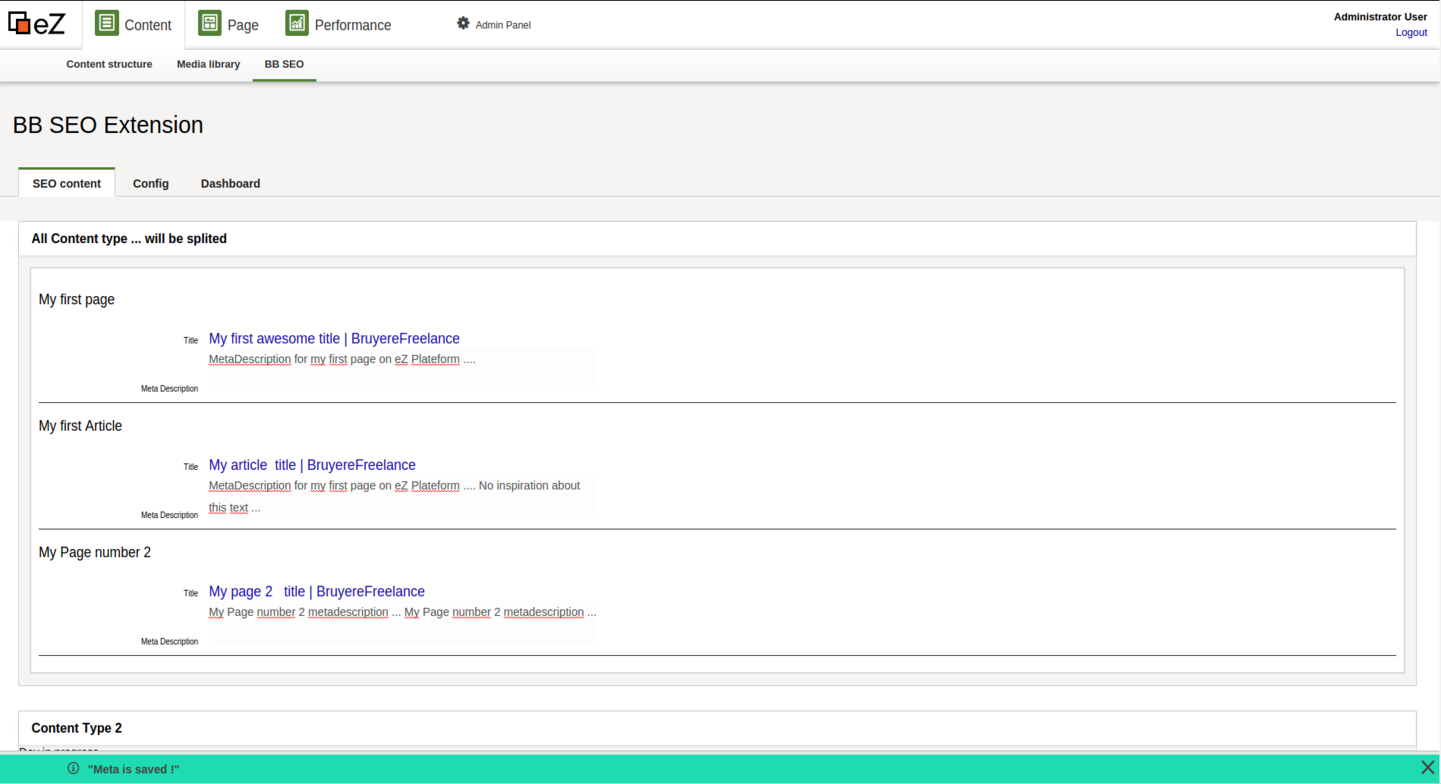 eZ Content Page Performance Admin Panel Administrator User
Logout
Content structure Media library BB SEO
BB SEO Extension
SEO content Config Dashboard
All Content type ... will be splited
My first page
Title My first awesome title | BruyereFreelance
MetaDescription for my first page on eZ Plateform ....
Meta Description
My first Article
Title My article title | BruyereFreelance
MetaDescription for my first page on eZ Plateform .... No inspiration about
this text ...
Meta Description
My Page number 2
Title My page 2 title | BruyereFreelance
My Page number 2 metadescription ... My Page number 2 metadescription ...
Meta Description
Content Type 2
Dev in progress
"Meta is saved !"